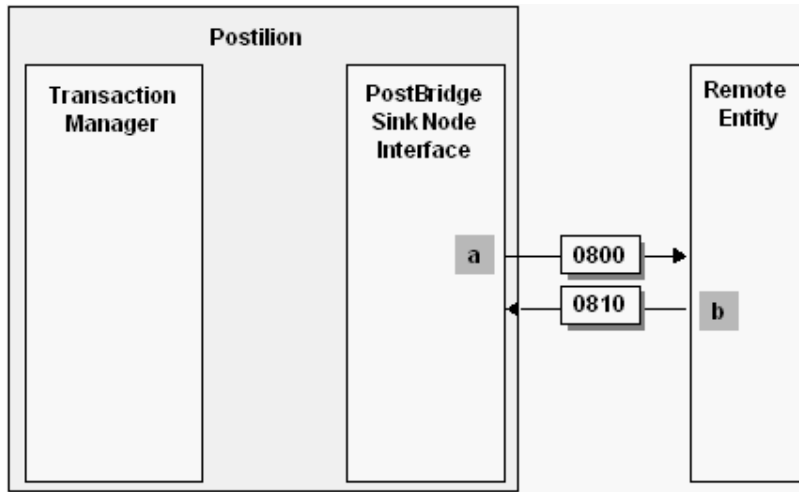 Postilion
Transaction
Manager
PostBridge
Sink Node
Interface
Remote
Entity
a
0800
0810
b